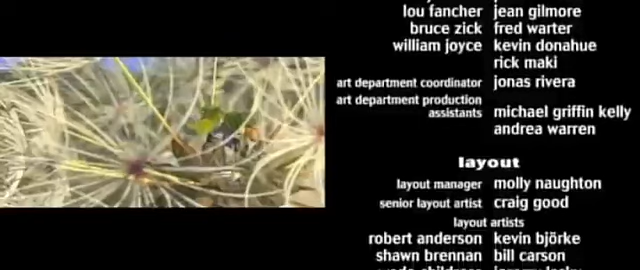 lou fancher jean gilmore
bruce zick fred warter
william joyce kevin donahue
rick maki
art department coordinator jonas rivera
art department production
assistants michael griffin kelly
andrea warren
layout
layout manager molly naughton
senior layout artist craig good
layout artists
robert anderson kevin björke
shawn brennan bill carson